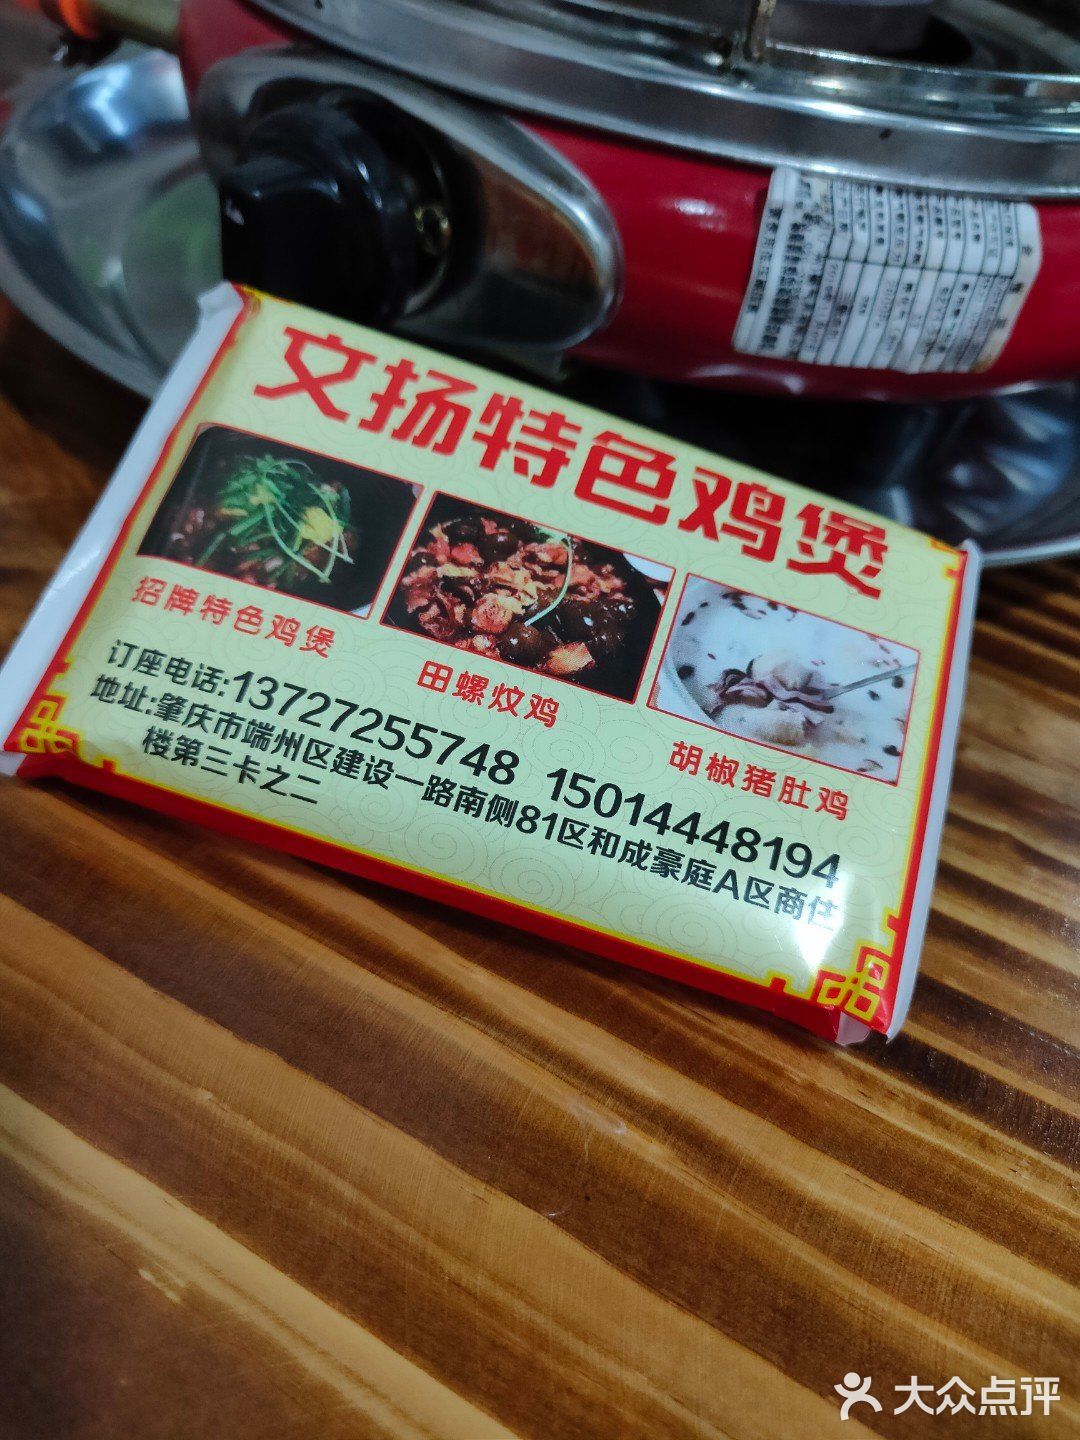 文扬特色鸡煲
招牌特色鸡煲
田螺炆鸡
胡椒猪肚鸡
订座电话:13727255748 15014448194
地址:肇庆市端州区建设一路南侧81区和成豪庭A区商住
楼第三卡之二
大众点评